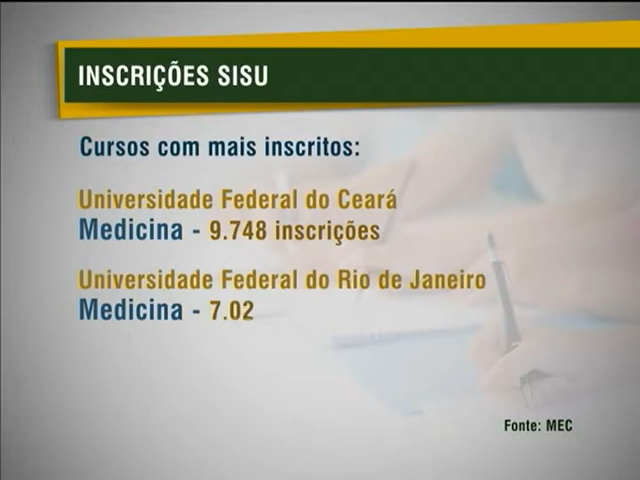 INSCRIÇÕES SISU
Cursos com mais inscritos:
Universidade Federal do Ceará
Medicina - 9.748 inscrições
Universidade Federal do Rio de Janeiro
Medicina - 7.02
Fonte: MEC